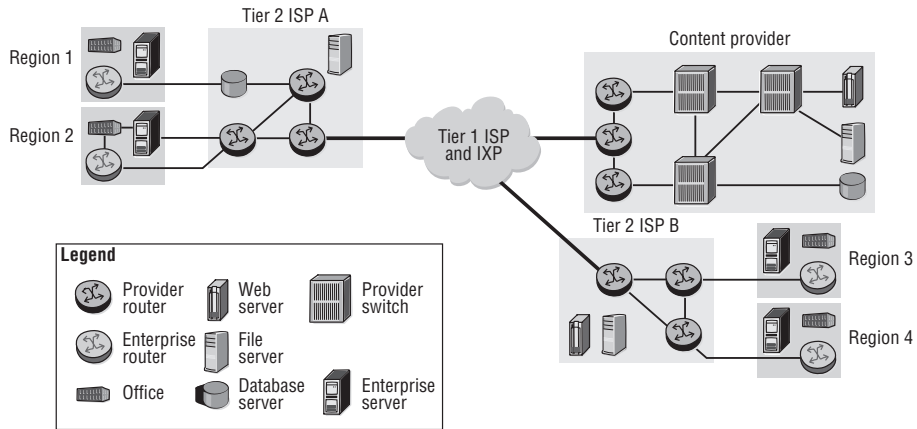 Tier 2 ISP A
Region 1
Region 2
Tier 1 ISP
and IXP
Content provider
Tier 2 ISP B
Region 3
Region 4
Legend
Provider
router
Web
server
Provider
switch
Enterprise
router
File
server
Office
Database
server
Enterprise
server